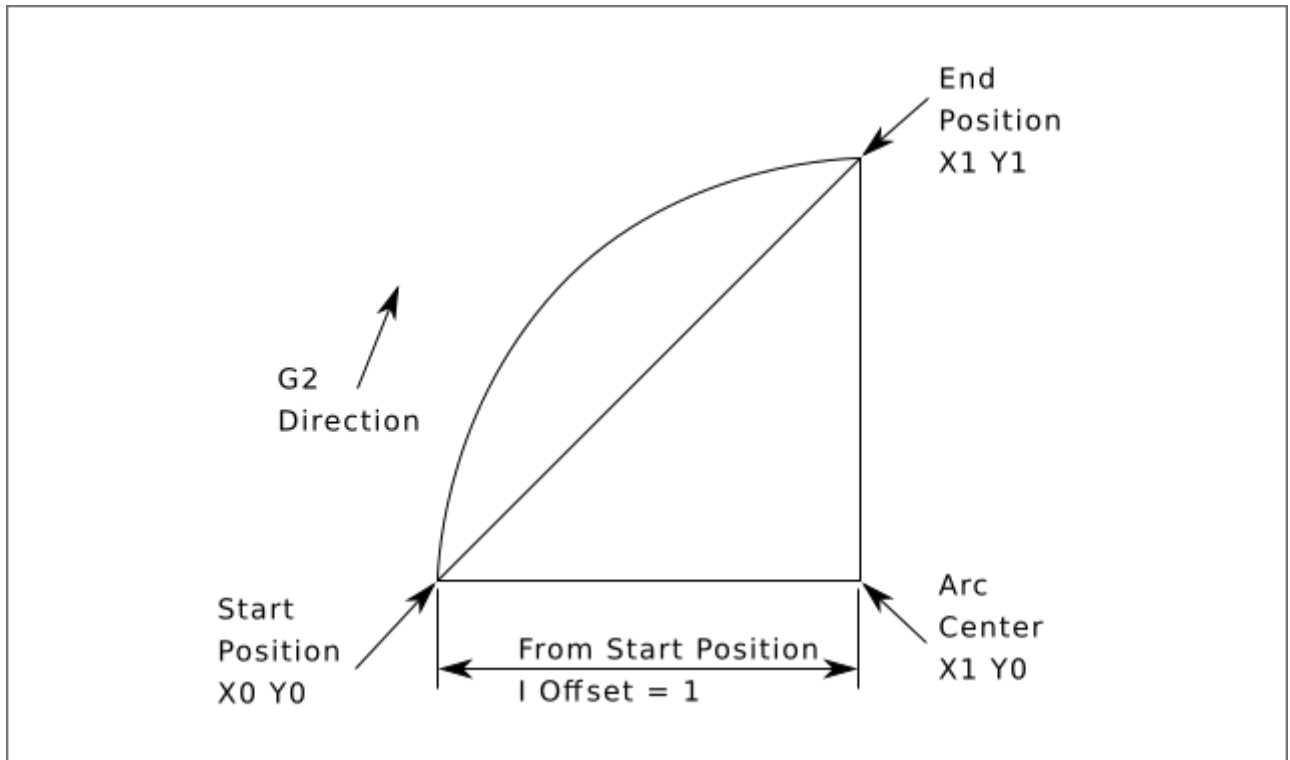 End
Position
X1 Y1
G2
Direction
Start
Position
X0 Y0
From Start Position
I Offset = 1
Arc
Center
X1 Y0